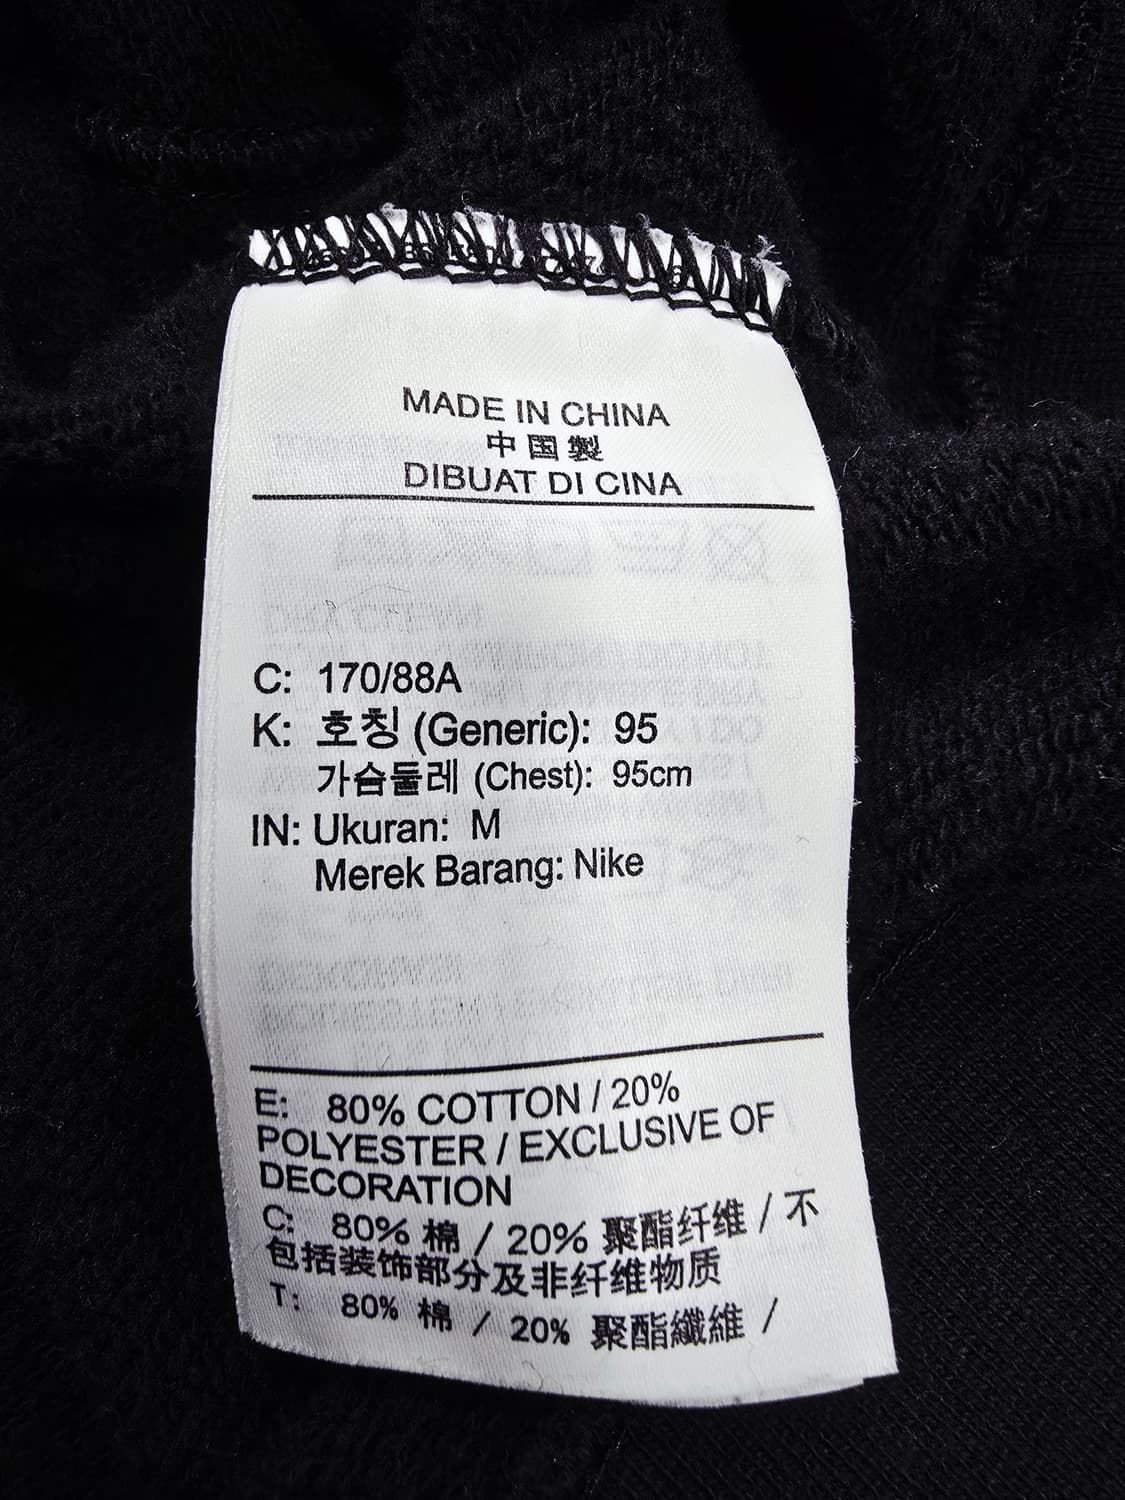 MADE IN CHINA
中国製
DIBUAT DI CINA
C: 170/88A
K: 호칭 (Generic): 95
가슴둘레 (Chest): 95cm
IN: Ukuran: M
Merek Barang: Nike
E: 80% COTTON / 20%
POLYESTER / EXCLUSIVE OF
DECORATION
C: 80% 棉 / 20% 聚酯纤维 / 不
包括装饰部分及非纤维物质
T: 80% 棉 / 20% 聚酯纖維 /